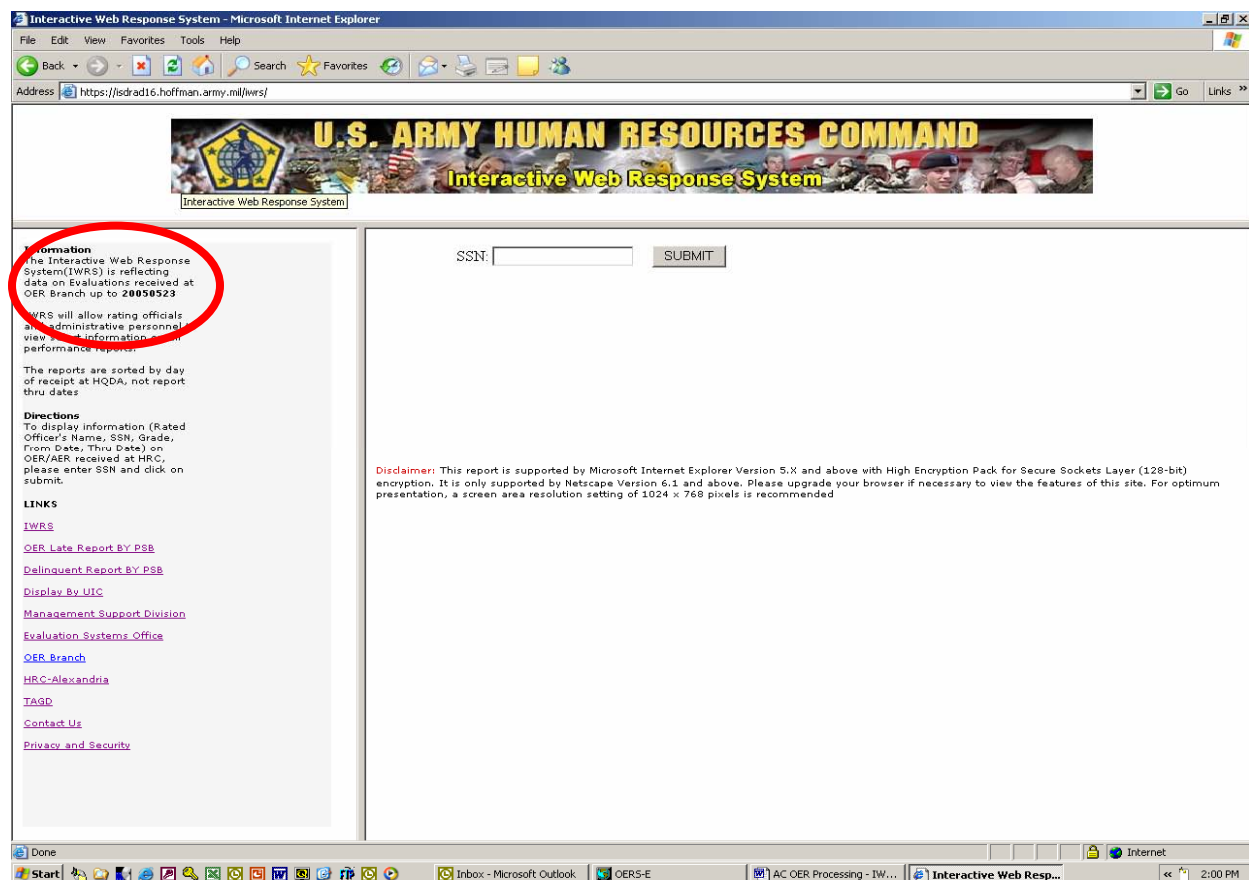 Interactive Web Response System - Microsoft Internet Explorer
File Edit View Favorites Tools Help
Back Search Favorites
Address https://isdrad16.hoffman.army.mil/iwrs/ Go Links »
U.S. ARMY HUMAN RESOURCES COMMAND
Interactive Web Response System
Interactive Web Response System
Information
The Interactive Web Response
System(IWRS) is reflecting
data on Evaluations received at
OER Branch up to 20050523
IWRS will allow rating officials
and administrative personnel
view information
performance reports.
The reports are sorted by day
of receipt at HQDA, not report
thru dates
Directions
To display information (Rated
Officer's Name, SSN, Grade,
From Date, Thru Date) on
OER/AER received at HRC,
please enter SSN and click on
submit.
LINKS
IWRS
OER Late Report BY PSB
Delinquent Report BY PSB
Display By UIC
Management Support Division
Evaluation Systems Office
OER Branch
HRC-Alexandria
TAGD
Contact Us
Privacy and Security
SSN: SUBMIT
Disclaimer: This report is supported by Microsoft Internet Explorer Version 5.X and above with High Encryption Pack for Secure Sockets Layer (128-bit)
encryption. It is only supported by Netscape Version 6.1 and above. Please upgrade your browser if necessary to view the features of this site. For optimum
presentation, a screen area resolution setting of 1024 x 768 pixels is recommended
Done Internet
Start Inbox - Microsoft Outlook OERS-E AC OER Processing - IW... Interactive Web Resp... « 2:00 PM